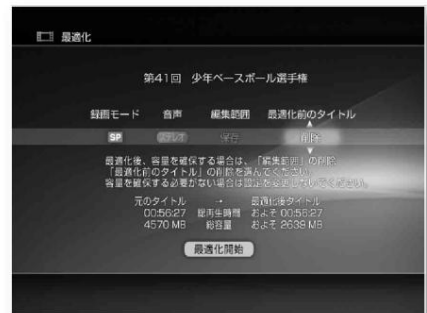 最適化
第41回 少年ベースボール選手権
録画モード 音声 編集範囲 最適化前のタイトル
SP ステレオ 保存 削除
最適化後、容量を確保する場合は、「編集範囲」の削除
「最適化前のタイトル」の削除を選んでください。
容量を確保する必要がない場合は設定を変更しないでください。
元のタイトル → 最適化後タイトル
00:56:27 総再生時間 およそ 00:56:27
4570 MB 総容量 およそ 2639 MB
最適化開始